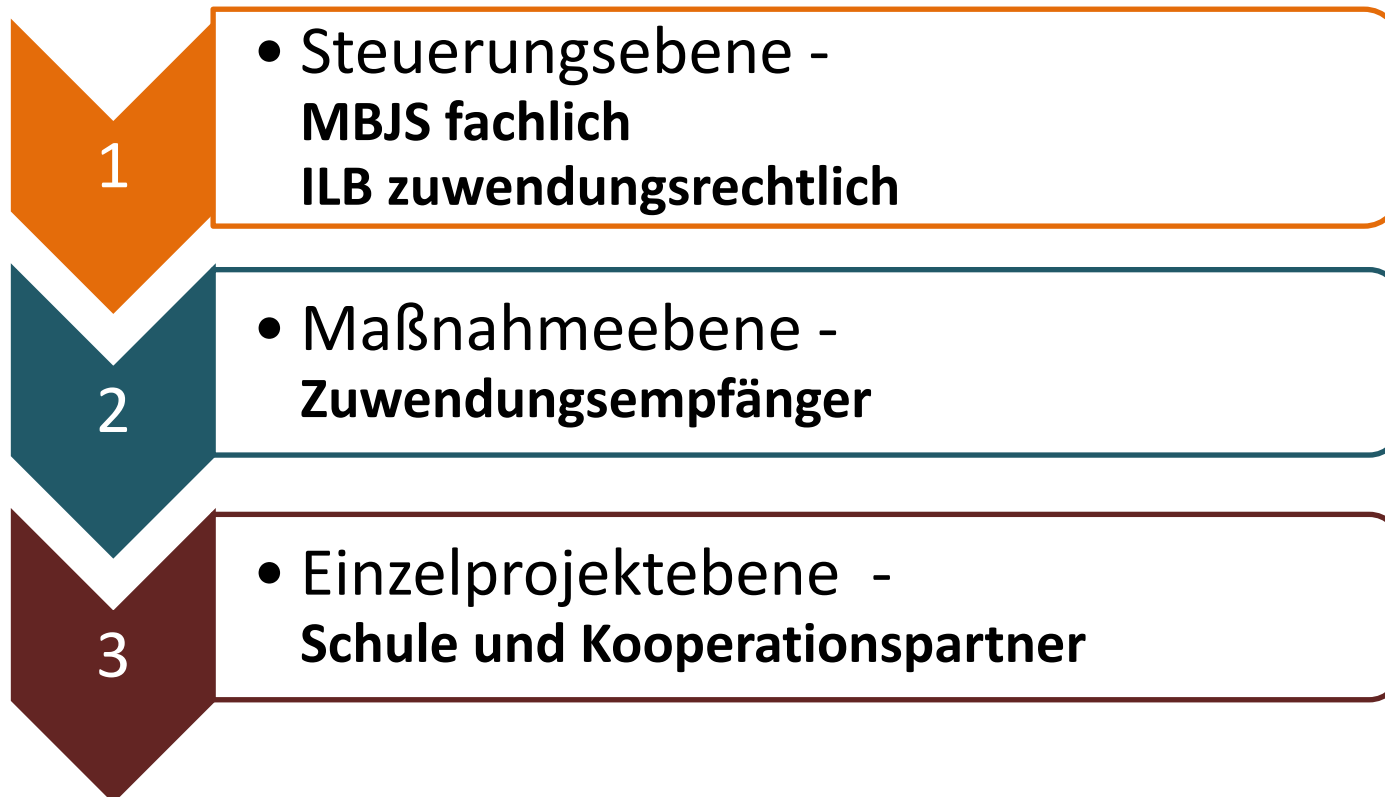 1
• Steuerungsebene -
MBJS fachlich
ILB zuwendungsrechtlich
2
• Maßnahmeebene -
Zuwendungsempfänger
3
• Einzelprojektebene  -
Schule und Kooperationspartner